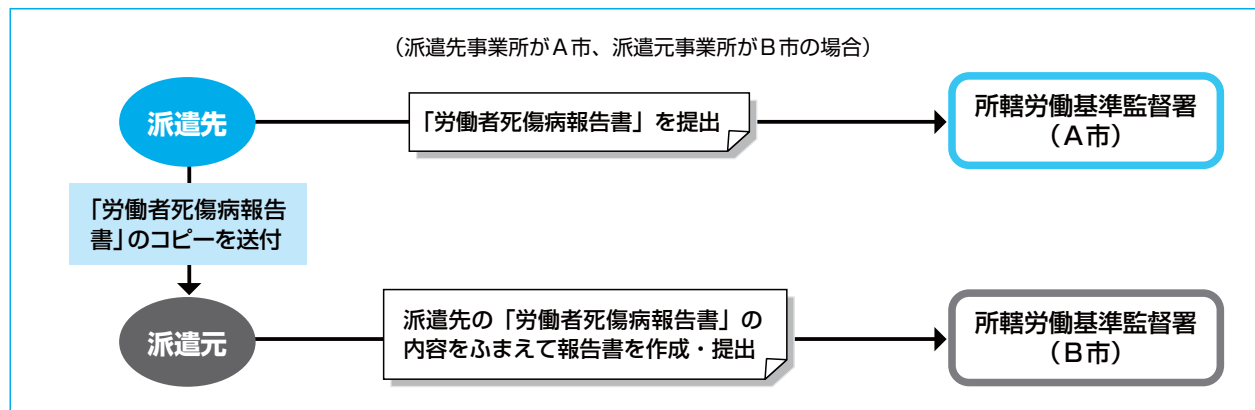 （派遣先事業所がＡ市、派遣元事業所がＢ市の場合）
派遣先
「労働者死傷病報告書」を提出
所轄労働基準監督署
（Ａ市）
「労働者死傷病報告
書」のコピーを送付
派遣元
派遣先の「労働者死傷病報告書」の
内容をふまえて報告書を作成・提出
所轄労働基準監督署
（Ｂ市）